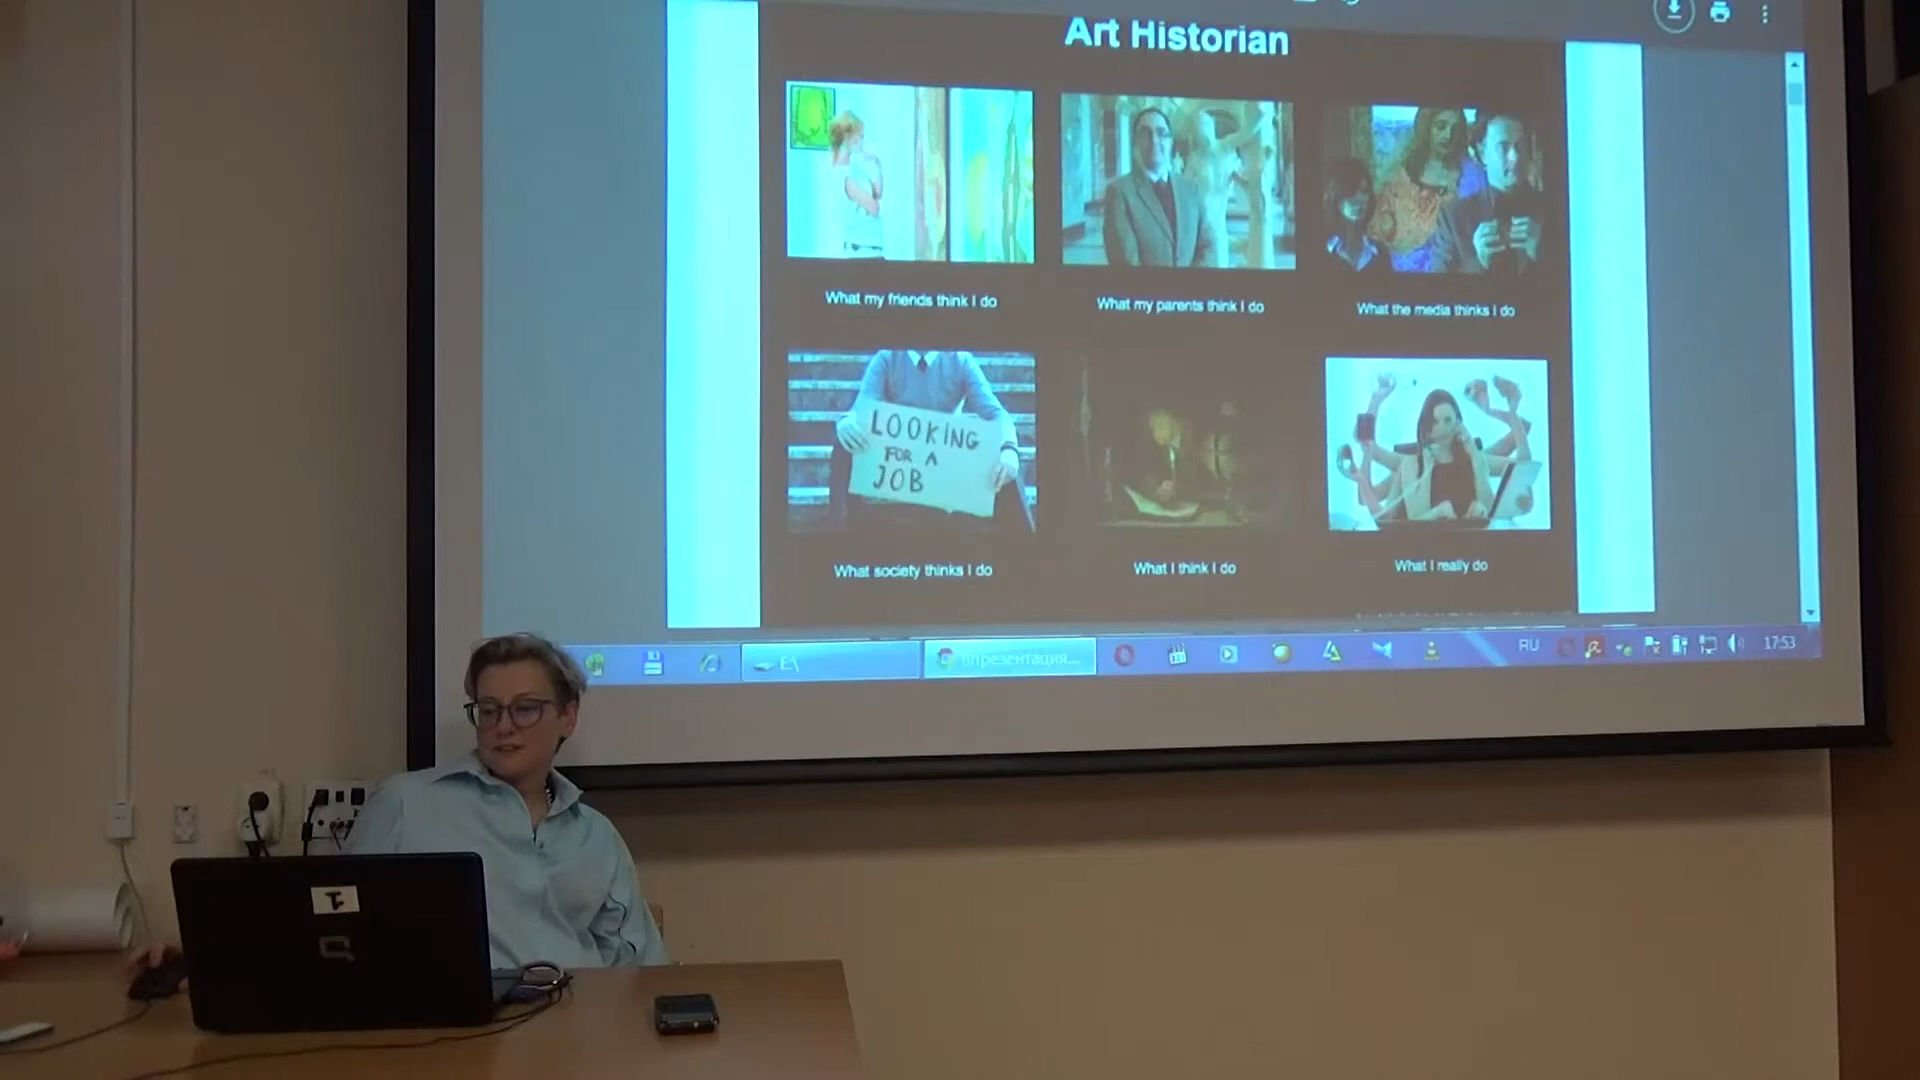 Art Historian
What my friends think I do
What my parents think I do
What the media thinks I do
LOOKING
FOR A
JOB
What society thinks I do
What I think I do
What I really do
E:\
RU
17:53
1